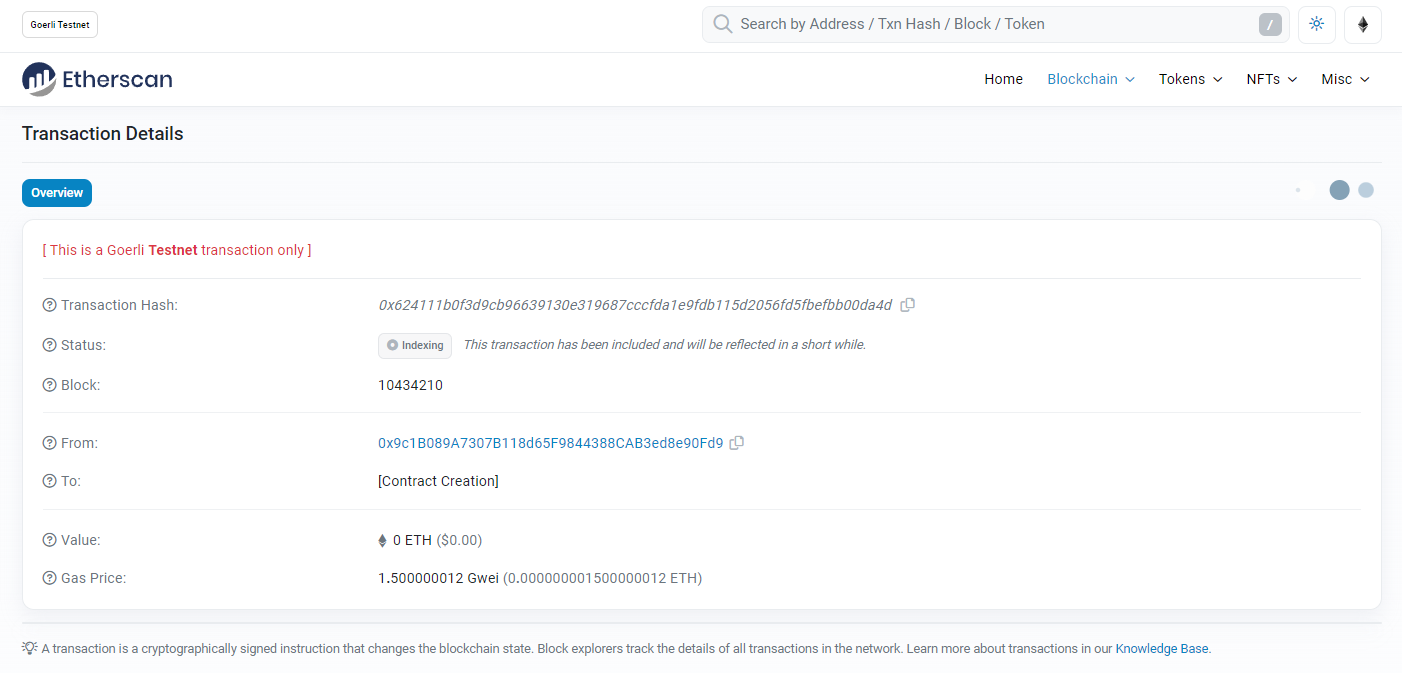 Goerli Testnet
Search by Address / Txn Hash / Block / Token /
Etherscan
Home Blockchain Tokens NFTs Misc
Transaction Details
Overview
[ This is a Goerli Testnet transaction only ]
Transaction Hash: 0x624111b0f3d9cb96639130e319687cccfda1e9fdb115d2056fd5fbefbb00da4d
Status: Indexing This transaction has been included and will be reflected in a short while.
Block: 10434210
From: 0x9c1B089A7307B118d65F9844388CAB3ed8e90Fd9
To: [Contract Creation]
Value: 0 ETH ($0.00)
Gas Price: 1.500000012 Gwei (0.000000001500000012 ETH)
A transaction is a cryptographically signed instruction that changes the blockchain state. Block explorers track the details of all transactions in the network. Learn more about transactions in our Knowledge Base.